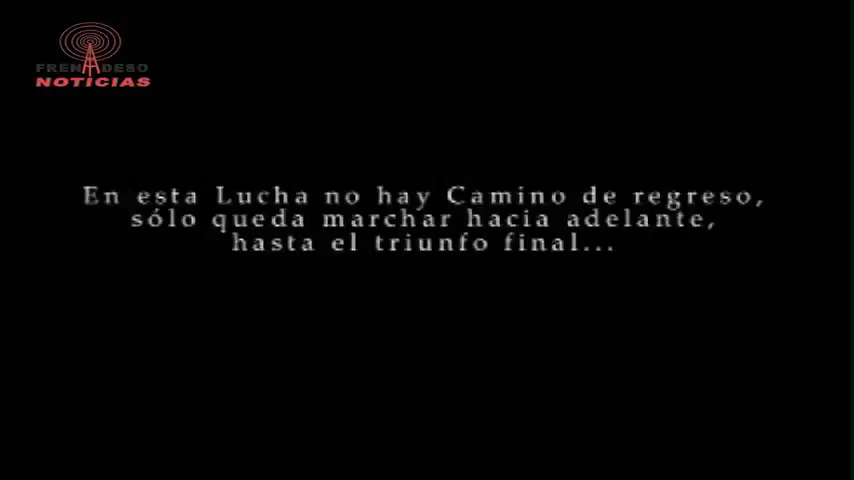 FRENADESO
NOTICIAS
En esta Lucha no hay Camino de regreso,
sólo queda marchar hacia adelante,
hasta el triunfo final...